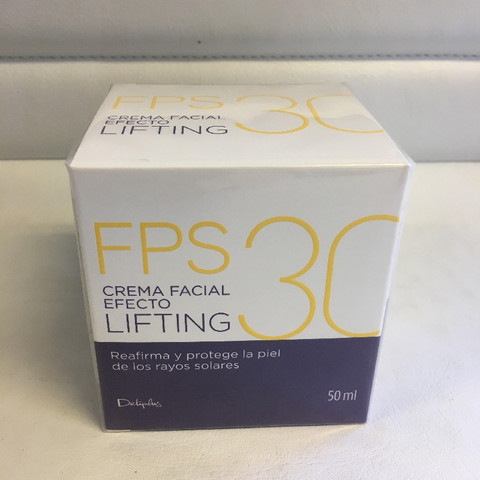 FPS 30
CREMA FACIAL
EFECTO
LIFTING
FPS 30
CREMA FACIAL
EFECTO
LIFTING
Reafirma y protege la piel
de los rayos solares
Deliplus
50 ml